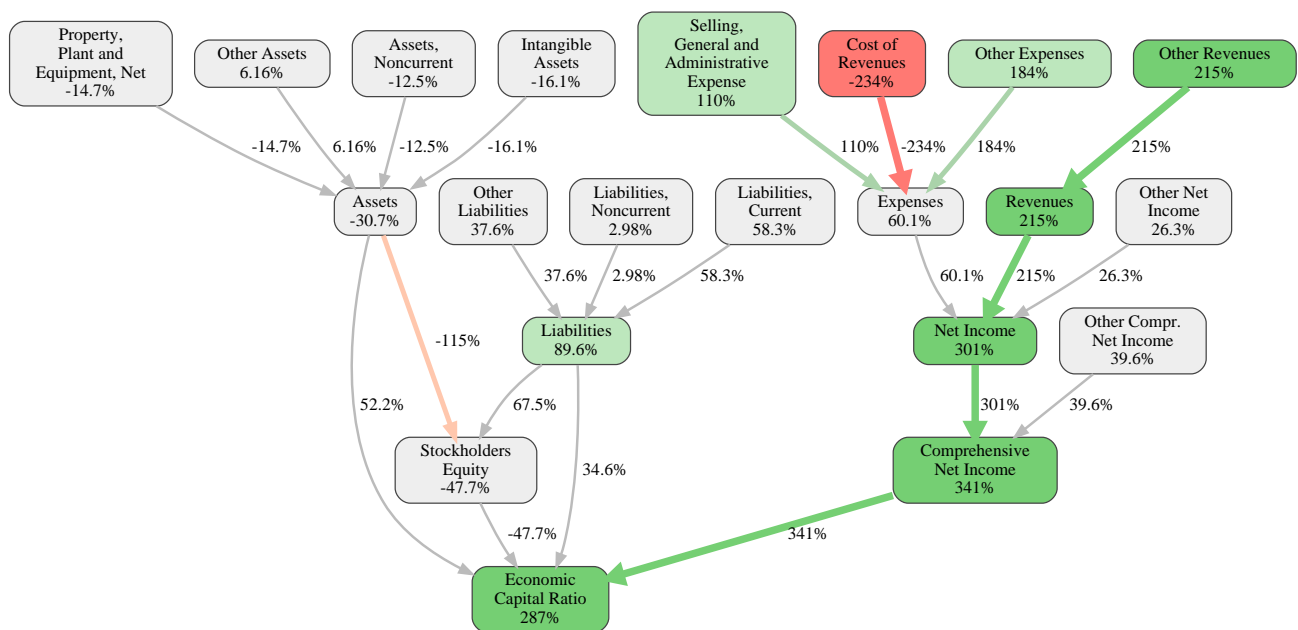 Property,
Plant and
Equipment, Net
-14.7%
Other Assets
6.16%
Assets,
Noncurrent
-12.5%
Intangible
Assets
-16.1%
Selling,
General and
Administrative
Expense
110%
Cost of
Revenues
-234%
Other Expenses
184%
Other Revenues
215%
-14.7%
6.16%
-12.5%
-16.1%
110%
-234%
184%
215%
Assets
-30.7%
Other
Liabilities
37.6%
Liabilities,
Noncurrent
2.98%
Liabilities,
Current
58.3%
Expenses
60.1%
Revenues
215%
Other Net
Income
26.3%
37.6%
2.98%
58.3%
60.1%
215%
26.3%
Liabilities
89.6%
Net Income
301%
Other Compr.
Net Income
39.6%
-115%
52.2%
67.5%
34.6%
301%
39.6%
Stockholders
Equity
-47.7%
Comprehensive
Net Income
341%
-47.7%
341%
Economic
Capital Ratio
287%